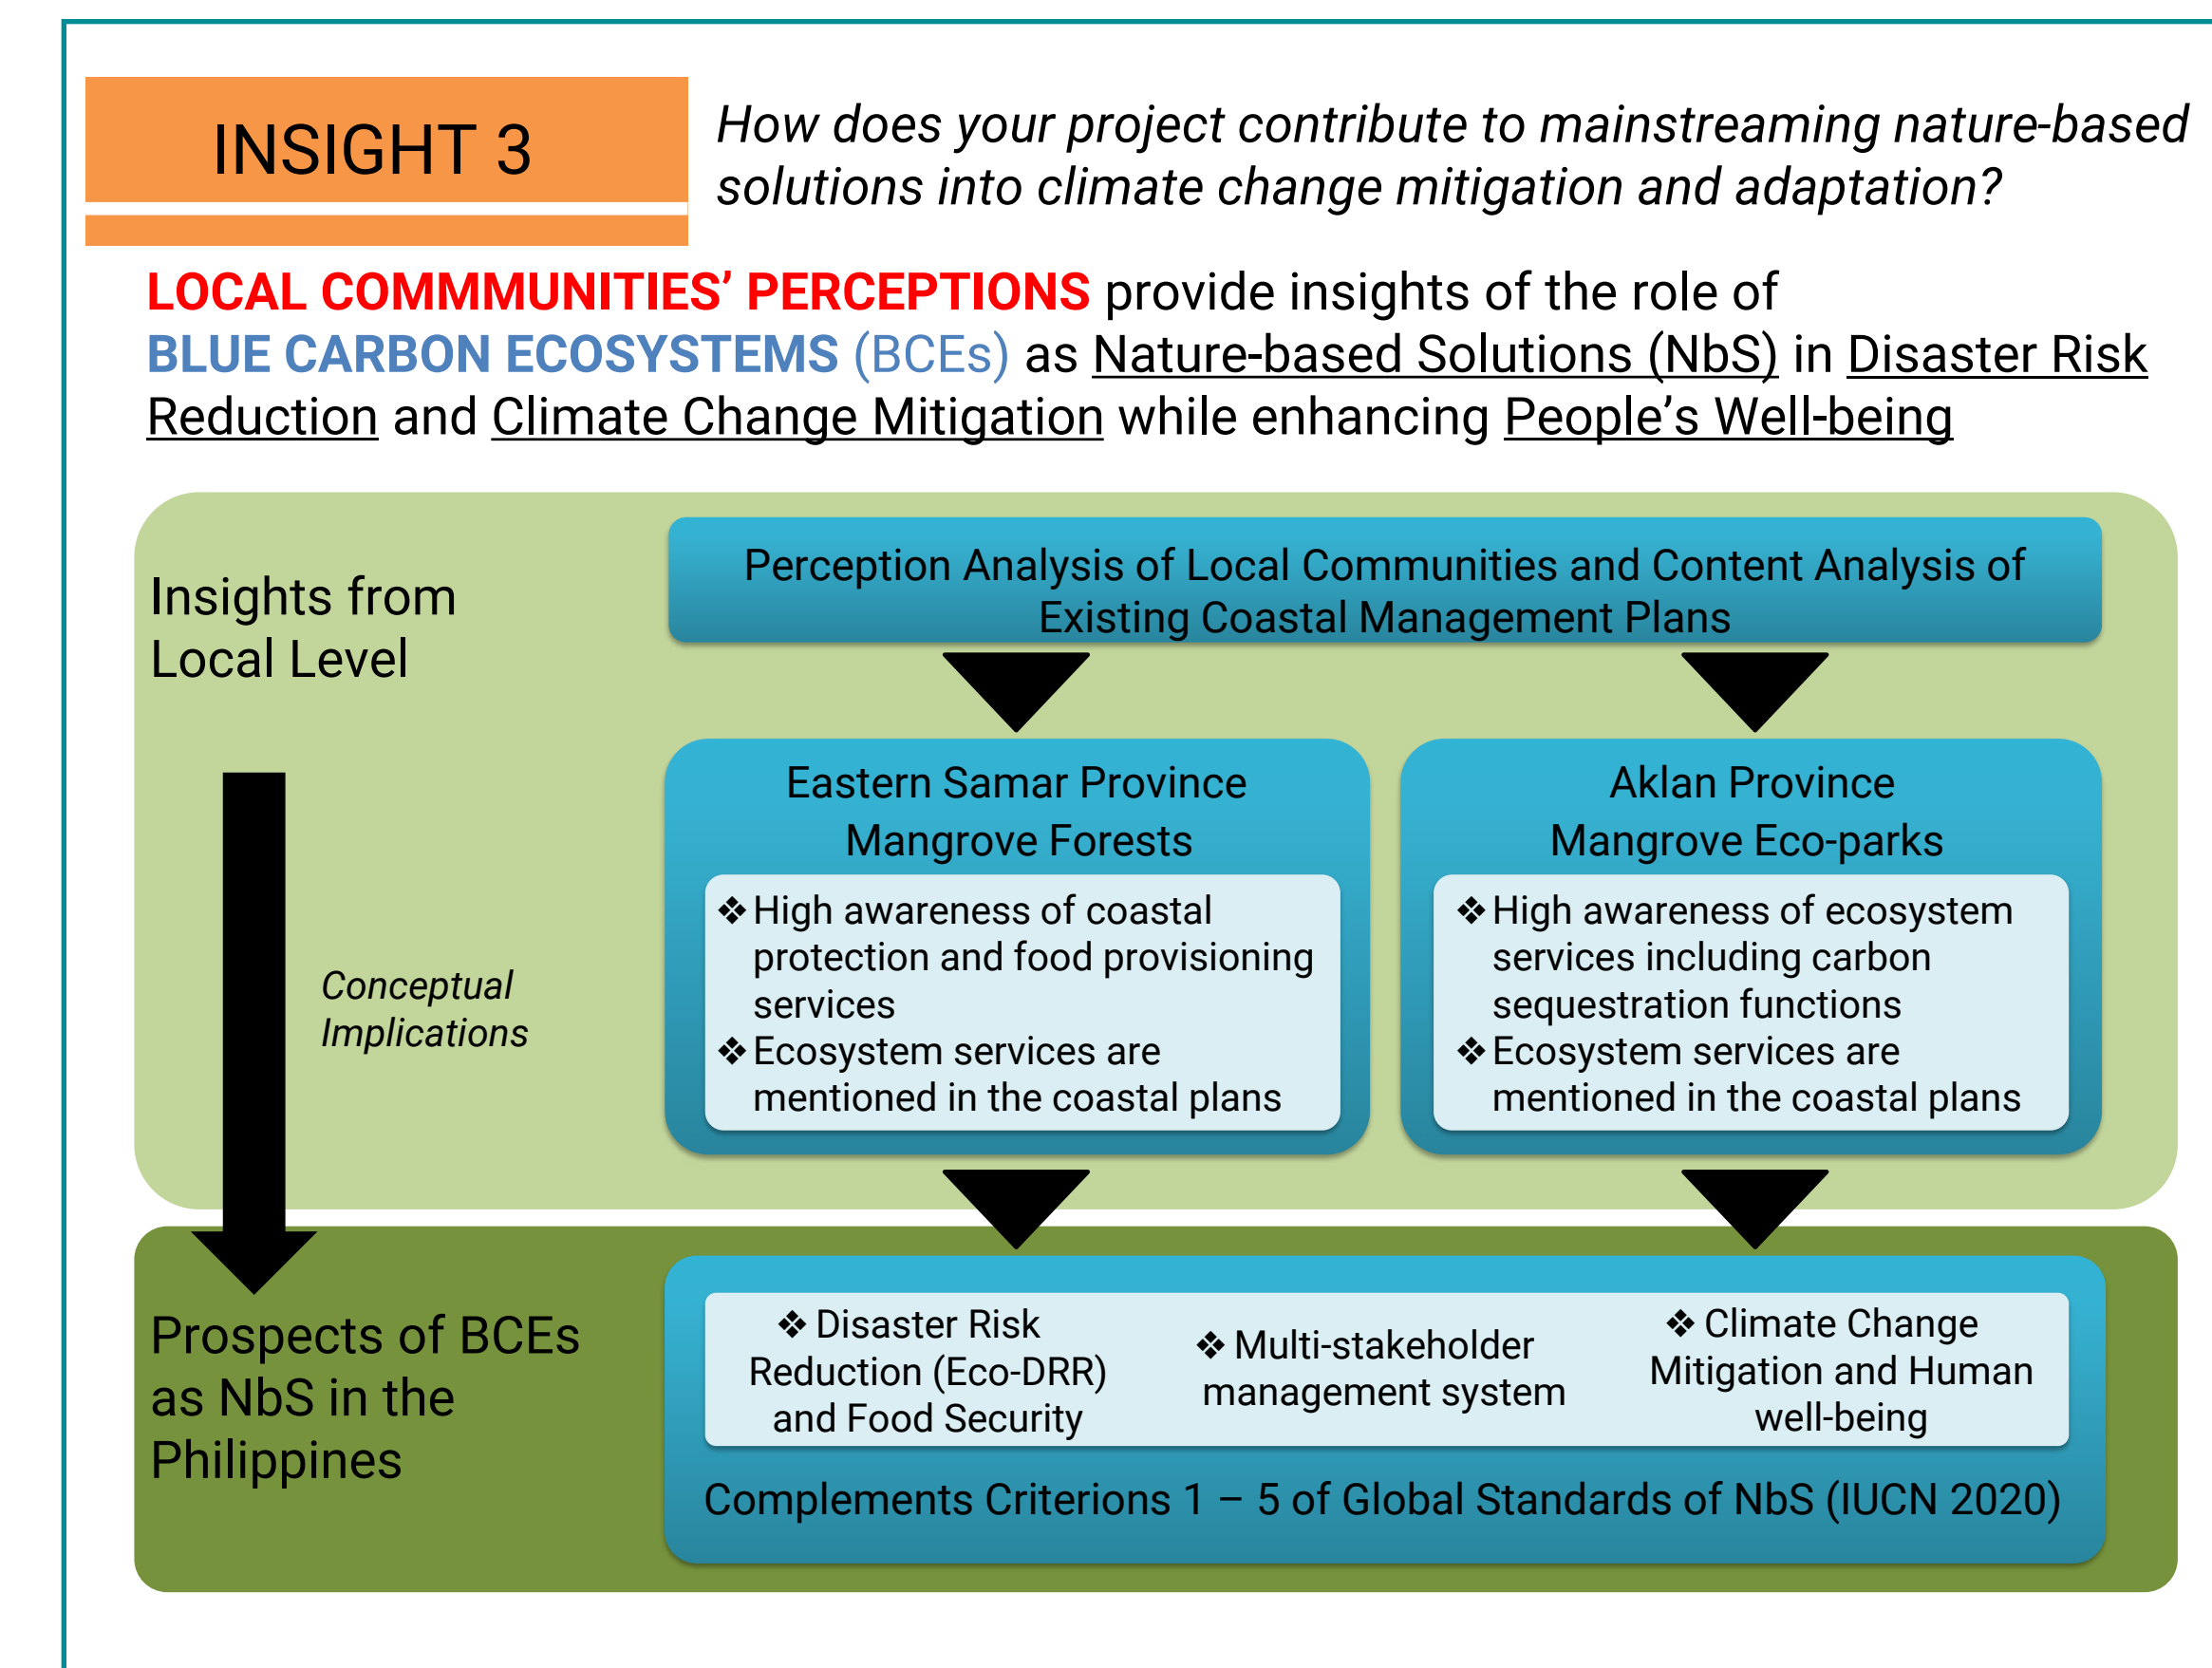 INSIGHT 3
How does your project contribute to mainstreaming nature-based
solutions into climate change mitigation and adaptation?
LOCAL COMMMUNITIES’ PERCEPTIONS provide insights of the role of
BLUE CARBON ECOSYSTEMS (BCEs) as Nature-based Solutions (NbS) in Disaster Risk
Reduction and Climate Change Mitigation while enhancing People’s Well-being
Insights from
Local Level
Perception Analysis of Local Communities and Content Analysis of
Existing Coastal Management Plans
Eastern Samar Province
Mangrove Forests
❖ High awareness of coastal
protection and food provisioning
services
❖ Ecosystem services are
mentioned in the coastal plans
Aklan Province
Mangrove Eco-parks
❖ High awareness of ecosystem
services including carbon
sequestration functions
❖ Ecosystem services are
mentioned in the coastal plans
Conceptual
Implications
Prospects of BCEs
as NbS in the
Philippines
❖ Disaster Risk
Reduction (Eco-DRR)
and Food Security
❖ Multi-stakeholder
management system
❖ Climate Change
Mitigation and Human
well-being
Complements Criterions 1 – 5 of Global Standards of NbS (IUCN 2020)